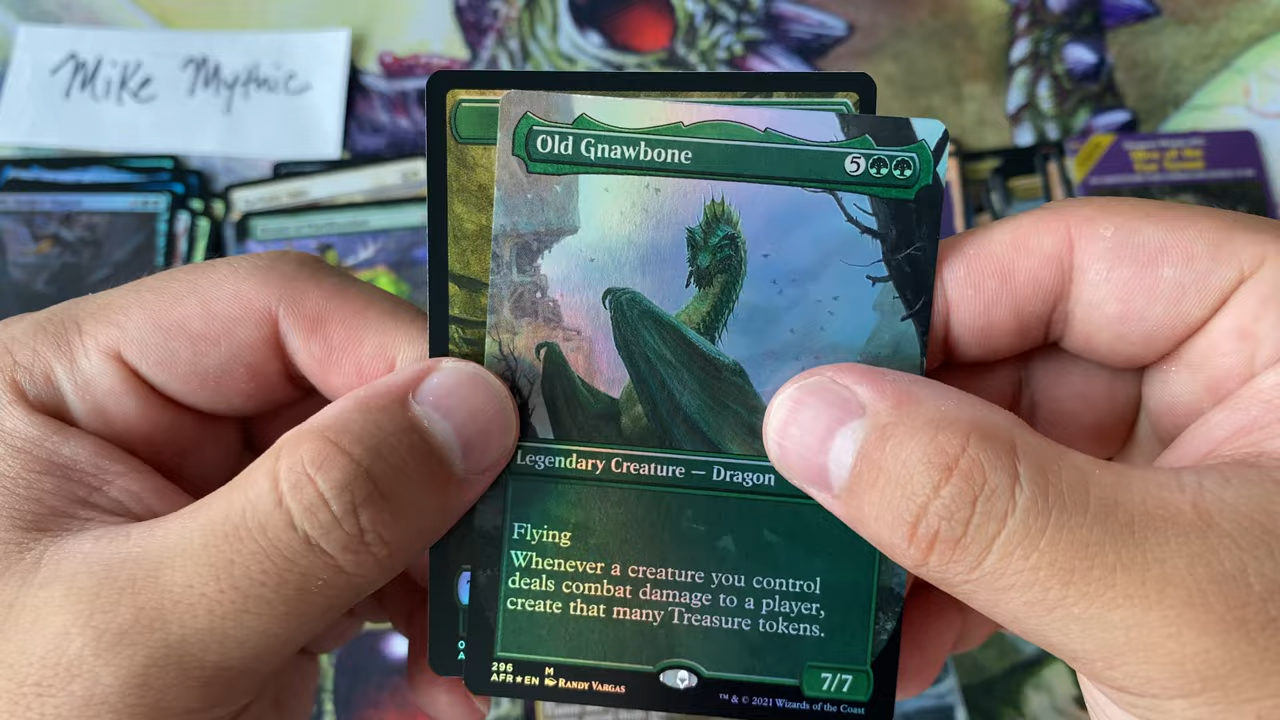 Mike Mythic
Old Gnawbone
5
Legendary Creature — Dragon
Flying
Whenever a creature you control
deals combat damage to a player,
create that many Treasure tokens.
7/7
296 M
AFR★EN RANDY VARGAS
™ & © 2021 Wizards of the Coast